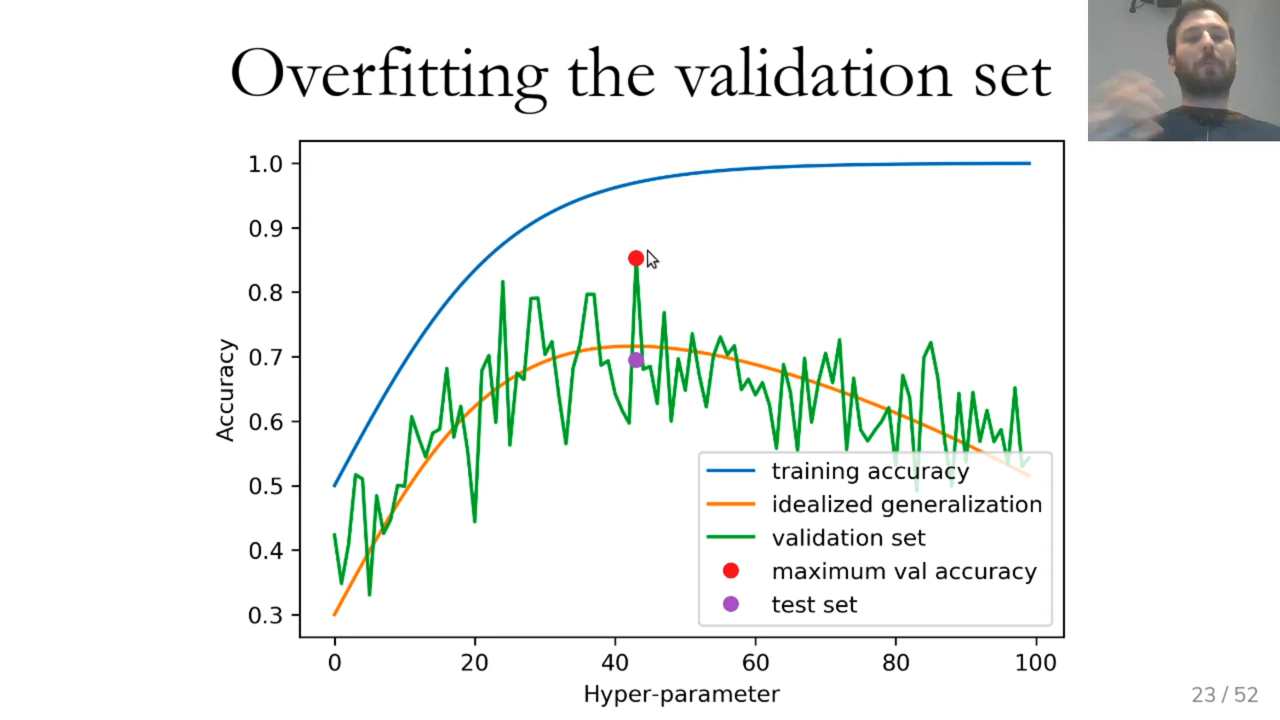 Overfitting the validation set
1.0
0.9
0.8
0.7
0.6
0.5
0.4
0.3
Accuracy
0
20
40
60
80
100
Hyper-parameter
training accuracy
idealized generalization
validation set
maximum val accuracy
test set
23 / 52